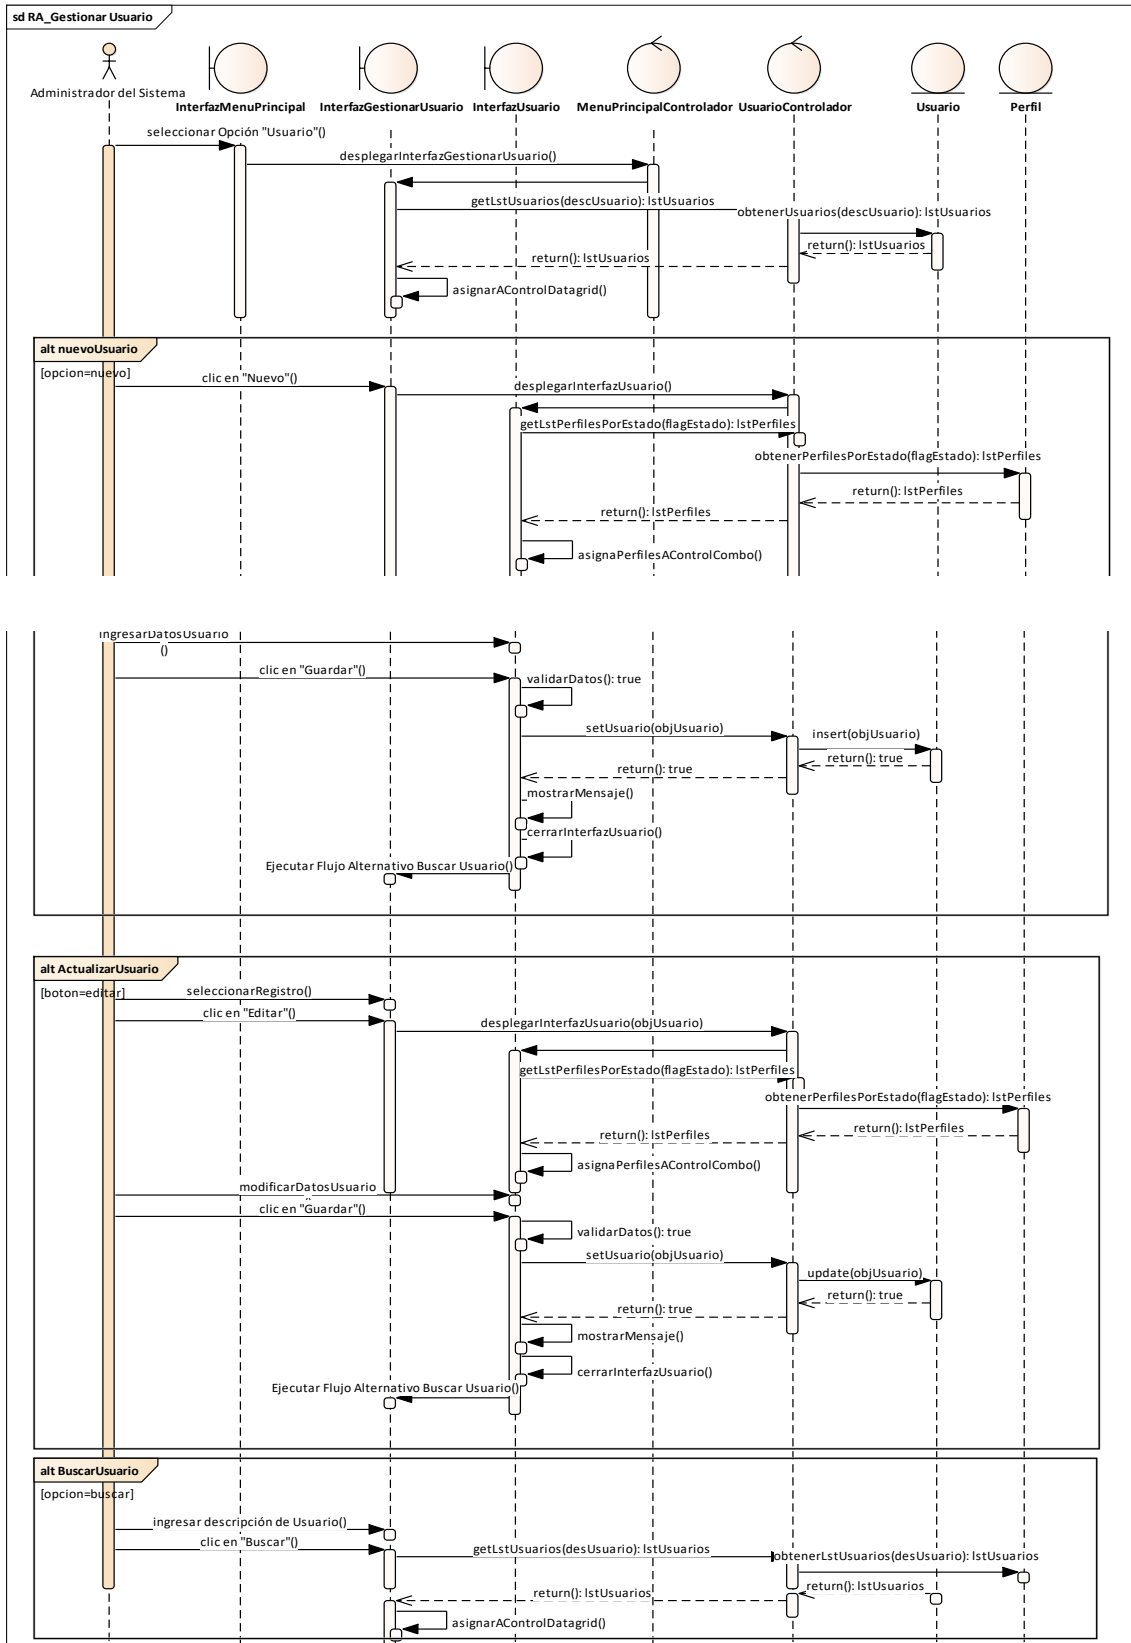 sd RA_Gestionar Usuario
Administrador del Sistema
InterfazMenuPrincipal
InterfazGestionarUsuario
InterfazUsuario
MenuPrincipalControlador
UsuarioControlador
Usuario
Perfil
seleccionar Opción "Usuario"()
desplegarInterfazGestionarUsuario()
getLstUsuarios(descUsuario): lstUsuarios
obtenerUsuarios(descUsuario): lstUsuarios
return(): lstUsuarios
return(): lstUsuarios
asignarAControlDatagrid()
alt nuevoUsuario
[opcion=nuevo]
clic en "Nuevo"()
desplegarInterfazUsuario()
getLstPerfilesPorEstado(flagEstado): lstPerfiles
obtenerPerfilesPorEstado(flagEstado): lstPerfiles
return(): lstPerfiles
return(): lstPerfiles
asignaPerfilesAControlCombo()
ingresarDatosUsuario
()
clic en "Guardar"()
validarDatos(): true
setUsuario(objUsuario)
insert(objUsuario)
return(): true
return(): true
mostrarMensaje()
cerrarInterfazUsuario()
Ejecutar Flujo Alternativo Buscar Usuario()
alt ActualizarUsuario
[boton=editar]
seleccionarRegistro()
clic en "Editar"()
desplegarInterfazUsuario(objUsuario)
getLstPerfilesPorEstado(flagEstado): lstPerfiles
obtenerPerfilesPorEstado(flagEstado): lstPerfiles
return(): lstPerfiles
return(): lstPerfiles
asignaPerfilesAControlCombo()
modificarDatosUsuario
clic en "Guardar"()
validarDatos(): true
setUsuario(objUsuario)
update(objUsuario)
return(): true
return(): true
mostrarMensaje()
cerrarInterfazUsuario()
Ejecutar Flujo Alternativo Buscar Usuario()
alt BuscarUsuario
[opcion=buscar]
ingresar descripción de Usuario()
clic en "Buscar"()
getLstUsuarios(desUsuario): lstUsuarios
obtenerLstUsuarios(desUsuario): lstUsuarios
return(): lstUsuarios
return(): lstUsuarios
asignarAControlDatagrid()